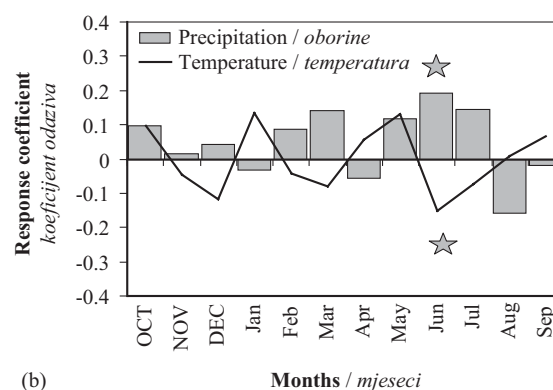 0.4
0.3
0.2
0.1
0
-0.1
-0.2
-0.3
-0.4
Precipitation / oborine
Temperature / temperatura
Response coefficient
koeficijent odaziva
OCT
NOV
DEC
Jan
Feb
Mar
Apr
May
Jun
Jul
Aug
Sep
(b)
Months / mjeseci